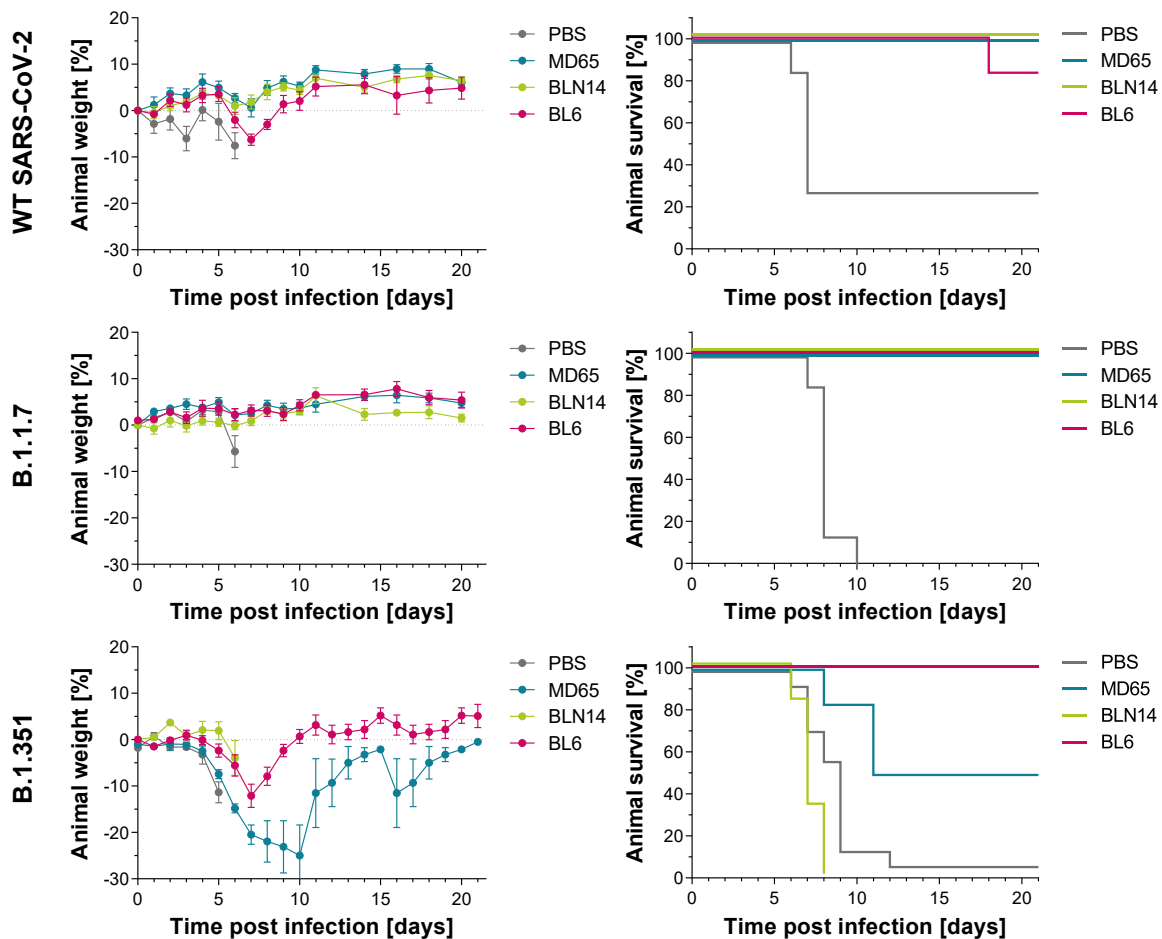 WT SARS-CoV-2
Animal weight [%]
20
10
0
-10
-20
-30
0 5 10 15 20
Time post infection [days]
PBS
MD65
BLN14
BL6
Animal survival [%]
100
80
60
40
20
0
0 5 10 15 20
Time post infection [days]
PBS
MD65
BLN14
BL6
B.1.1.7
Animal weight [%]
20
10
0
-10
-20
-30
0 5 10 15 20
Time post infection [days]
PBS
MD65
BLN14
BL6
Animal survival [%]
100
80
60
40
20
0
0 5 10 15 20
Time post infection [days]
PBS
MD65
BLN14
BL6
B.1.351
Animal weight [%]
20
10
0
-10
-20
-30
0 5 10 15 20
Time post infection [days]
PBS
MD65
BLN14
BL6
Animal survival [%]
100
80
60
40
20
0
0 5 10 15 20
Time post infection [days]
PBS
MD65
BLN14
BL6